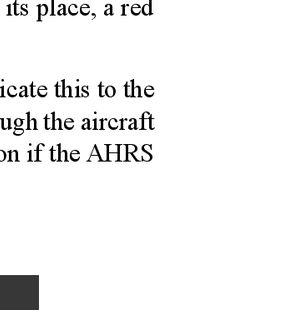 its place, a red
icate this to the
ugh the aircraft
on if the AHRS